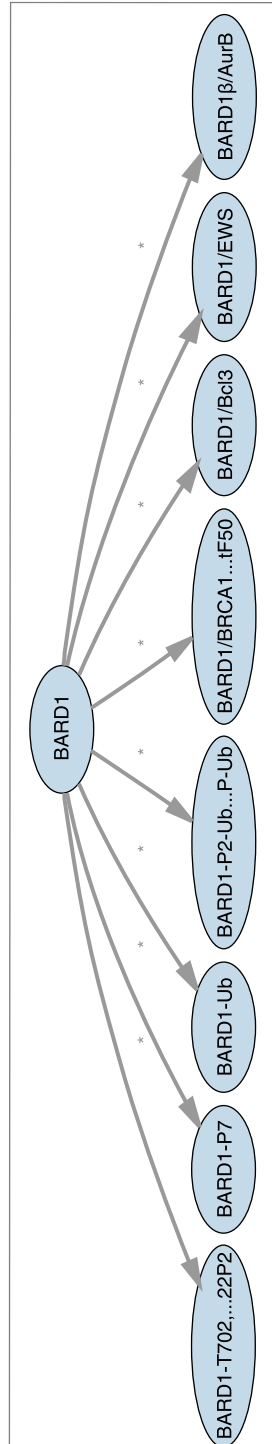 BARD1
* * * * * * * *
BARD1-T702,...22P2
BARD1-P7
BARD1-Ub
BARD1-P2-Ub...P-Ub
BARD1/BRCA1...tF50
BARD1/Bcl3
BARD1/EWS
BARD1β/AurB